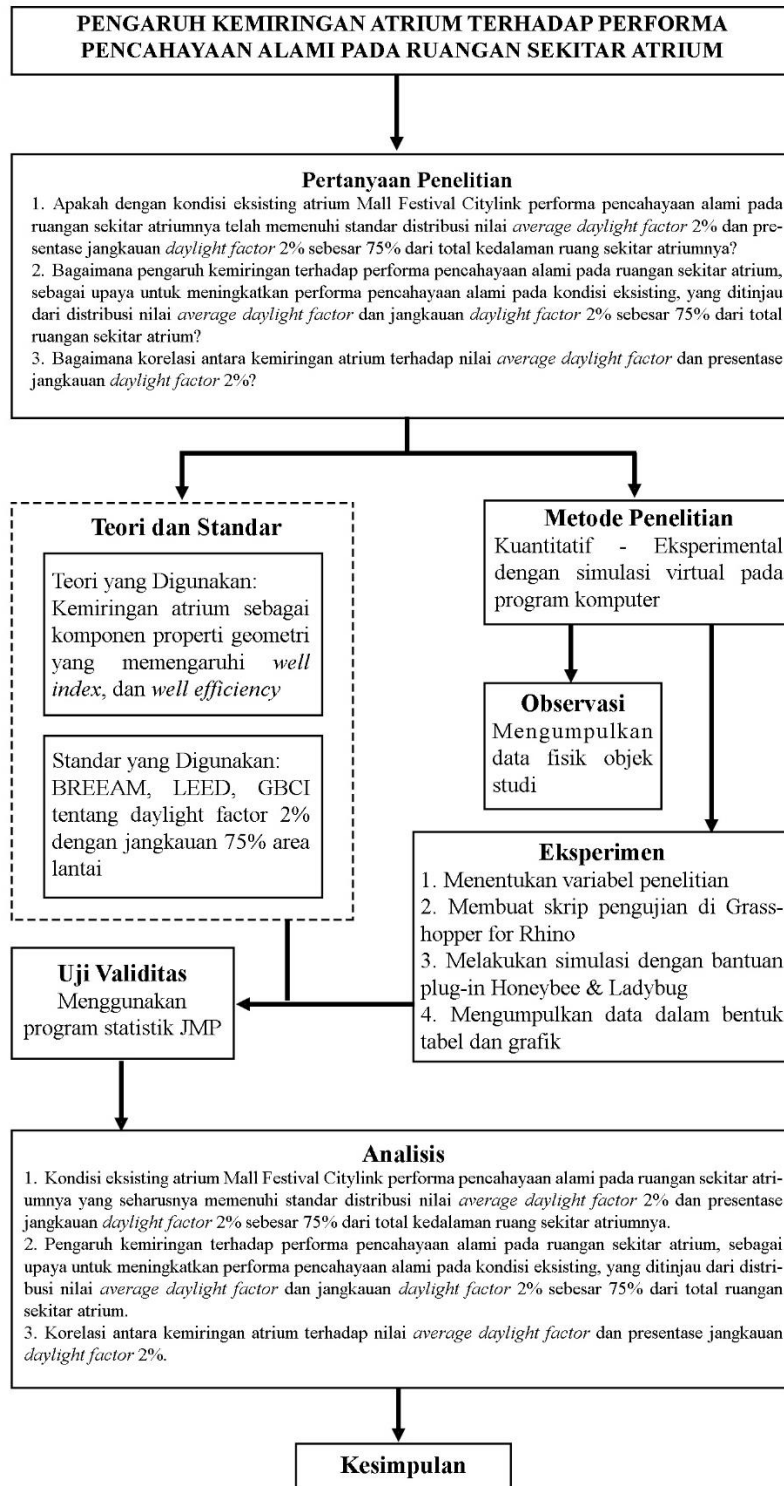 PENGARUH KEMIRINGAN ATRIUM TERHADAP PERFORMA
PENCAHAYAAN ALAMI PADA RUANGAN SEKITAR ATRIUM
Pertanyaan Penelitian
1. Apakah dengan kondisi eksisting atrium Mall Festival Citylink performa pencahayaan alami pada
ruangan sekitar atriumnya telah memenuhi standar distribusi nilai average daylight factor 2% dan pre-
sentase jangkauan daylight factor 2% sebesar 75% dari total kedalaman ruang sekitar atriumnya?
2. Bagaimana pengaruh kemiringan terhadap performa pencahayaan alami pada ruangan sekitar atrium,
sebagai upaya untuk meningkatkan performa pencahayaan alami pada kondisi eksisting, yang ditinjau
dari distribusi nilai average daylight factor dan jangkauan daylight factor 2% sebesar 75% dari total
ruangan sekitar atrium?
3. Bagaimana korelasi antara kemiringan atrium terhadap nilai average daylight factor dan presentase
jangkauan daylight factor 2%?
Teori dan Standar
Teori yang Digunakan:
Kemiringan atrium sebagai
komponen properti geometri
yang memengaruhi well
index, dan well efficiency
Standar yang Digunakan:
BREEAM, LEED, GBCI
tentang daylight factor 2%
dengan jangkauan 75% area
lantai
Metode Penelitian
Kuantitatif - Eksperimental
dengan simulasi virtual pada
program komputer
Observasi
Mengumpulkan
data fisik objek
studi
Eksperimen
1. Menentukan variabel penelitian
2. Membuat skrip pengujian di Grass-
hopper for Rhino
3. Melakukan simulasi dengan bantuan
plug-in Honeybee & Ladybug
4. Mengumpulkan data dalam bentuk
tabel dan grafik
Uji Validitas
Menggunakan
program statistik JMP
Analisis
1. Kondisi eksisting atrium Mall Festival Citylink performa pencahayaan alami pada ruangan sekitar atri-
umnya yang seharusnya memenuhi standar distribusi nilai average daylight factor 2% dan presentase
jangkauan daylight factor 2% sebesar 75% dari total kedalaman ruang sekitar atriumnya.
2. Pengaruh kemiringan terhadap performa pencahayaan alami pada ruangan sekitar atrium, sebagai
upaya untuk meningkatkan performa pencahayaan alami pada kondisi eksisting, yang ditinjau dari distri-
busi nilai average daylight factor dan jangkauan daylight factor 2% sebesar 75% dari total ruangan
sekitar atrium.
3. Korelasi antara kemiringan atrium terhadap nilai average daylight factor dan presentase jangkauan
daylight factor 2%.
Kesimpulan